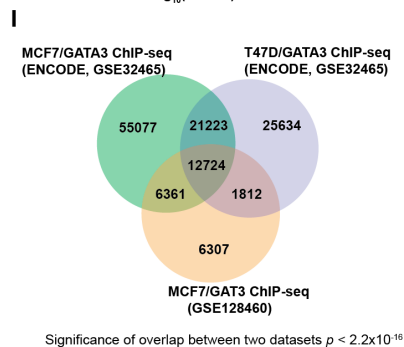 I
MCF7/GATA3 ChIP-seq
(ENCODE, GSE32465)
T47D/GATA3 ChIP-seq
(ENCODE, GSE32465)
55077
21223
25634
12724
6361
1812
6307
MCF7/GAT3 ChIP-seq
(GSE128460)
Significance of overlap between two datasets p < 2.2x10-16